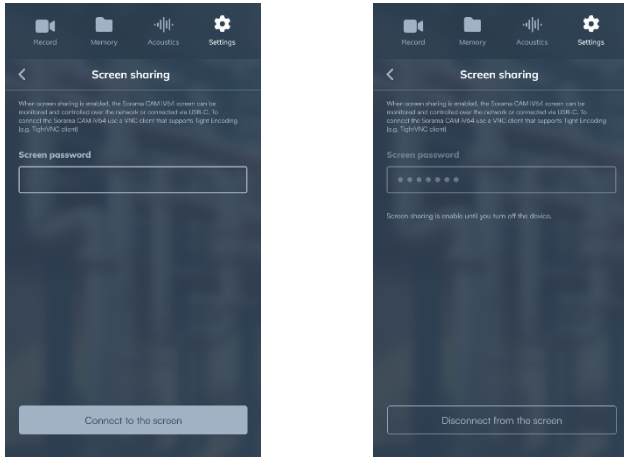 Record Memory Acoustics Settings
Screen sharing
When screen sharing is enabled, the Sorama CAM iV64 screen can be
monitored and controlled over the network or connected via USB-C. To
connect the Sorama CAM iV64 use a VNC client that supports Tight Encoding
(e.g. TightVNC client)
Screen password
Connect to the screen
Record Memory Acoustics Settings
Screen sharing
When screen sharing is enabled, the Sorama CAM iV64 screen can be
monitored and controlled over the network or connected via USB-C. To
connect the Sorama CAM iV64 use a VNC client that supports Tight Encoding
(e.g. TightVNC client)
Screen password
Screen sharing is enable until you turn off the device.
Disconnect from the screen